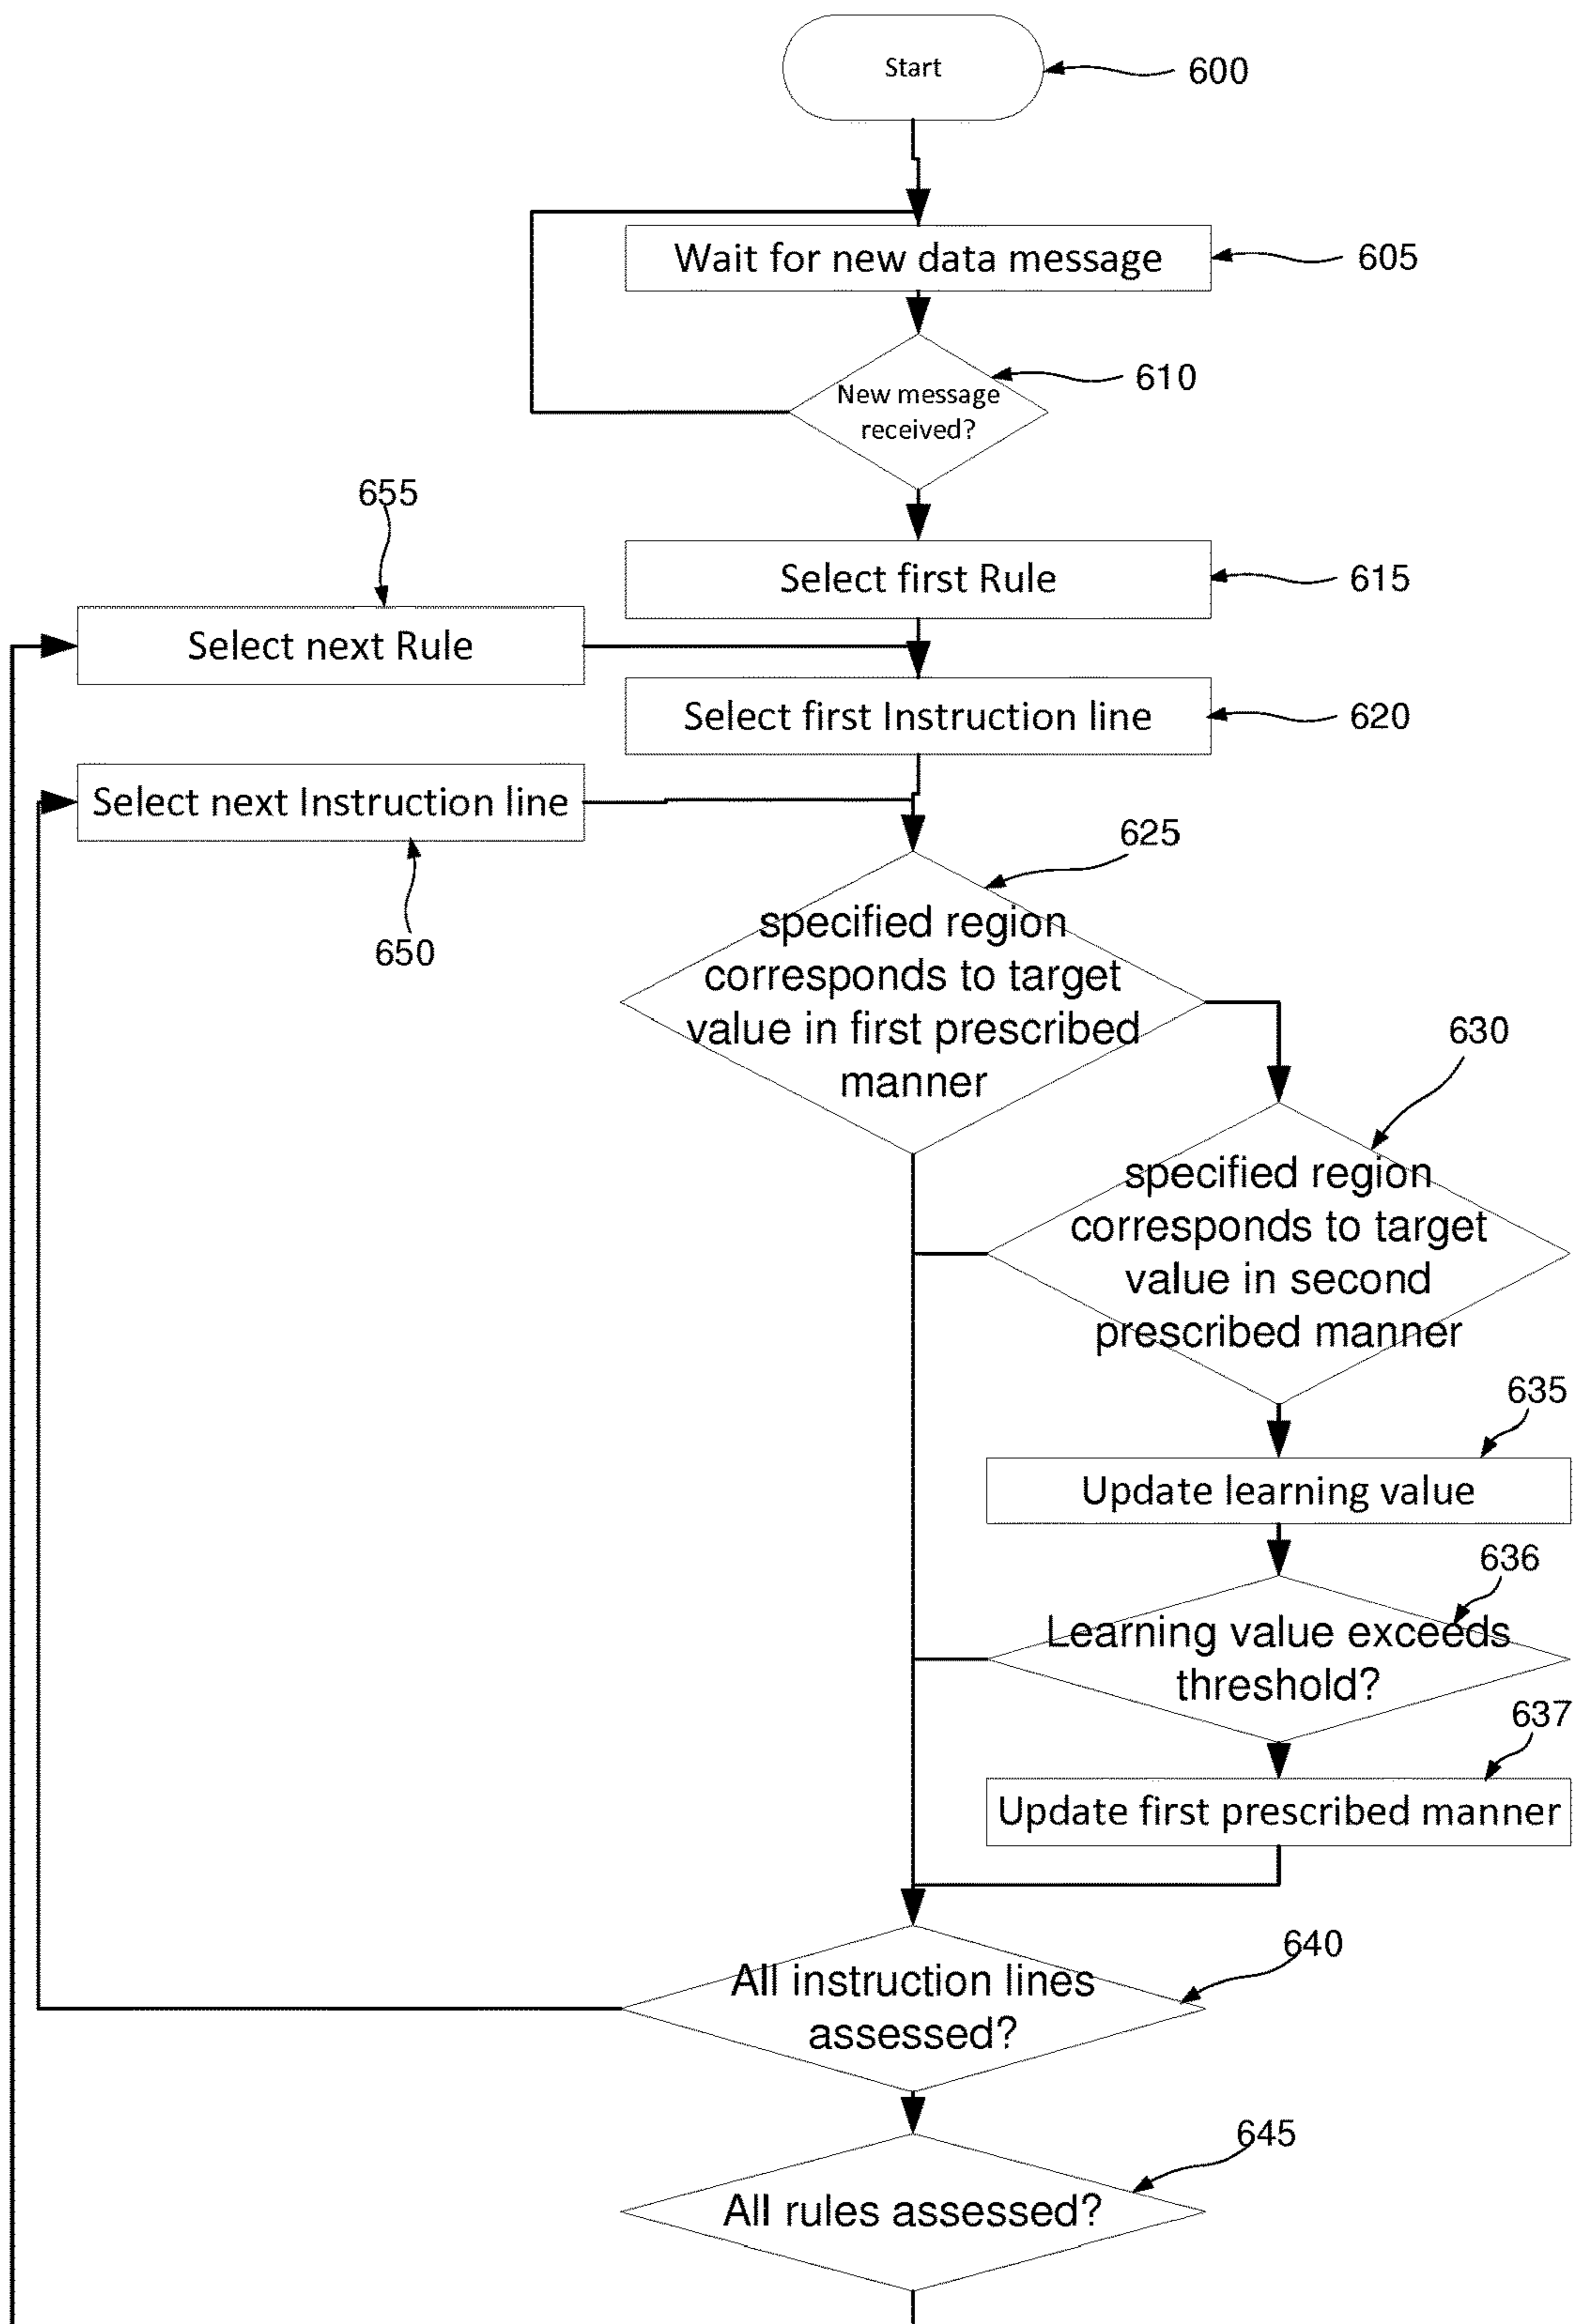 Start
600
Wait for new data message
605
New message
received?
610
655
Select first Rule
615
Select next Rule
Select first Instruction line
620
Select next Instruction line
625
650
specified region
corresponds to target
value in first prescribed
manner
630
specified region
corresponds to target
value in second
prescribed manner
635
Update learning value
636
Learning value exceeds
threshold?
637
Update first prescribed manner
640
All instruction lines
assessed?
645
All rules assessed?